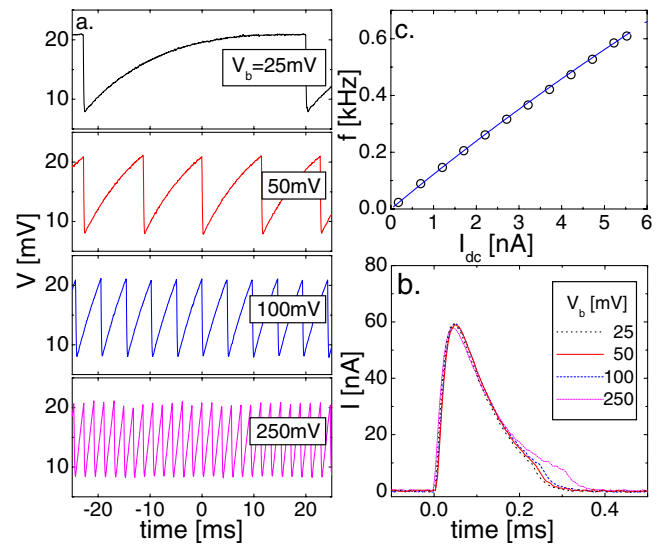 a.
V_b=25mV
20
10
50mV
20
10
100mV
20
10
250mV
20
10
V [mV]
-20 -10 0 10 20
time [ms]
c.
0.6
0.4
0.2
0.0
f [kHz]
0 1 2 3 4 5 6
I_dc [nA]
b.
80
60
40
20
0
I [nA]
V_b [mV]
25
50
100
250
0.0 0.2 0.4
time [ms]